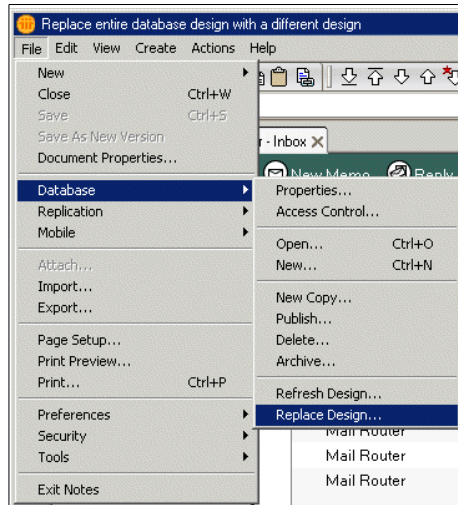 Replace entire database design with a different design
File Edit View Create Actions Help
New
Close Ctrl+W
Save Ctrl+S
Save As New Version
Document Properties...
r - Inbox
New Memo Reply
Database
Replication
Mobile
Attach...
Import...
Export...
Page Setup...
Print Preview...
Print... Ctrl+P
Preferences
Security
Tools
Exit Notes
Properties...
Access Control...
Open... Ctrl+O
New... Ctrl+N
New Copy...
Publish...
Delete...
Archive...
Refresh Design...
Replace Design...
Mail Router
Mail Router
Mail Router